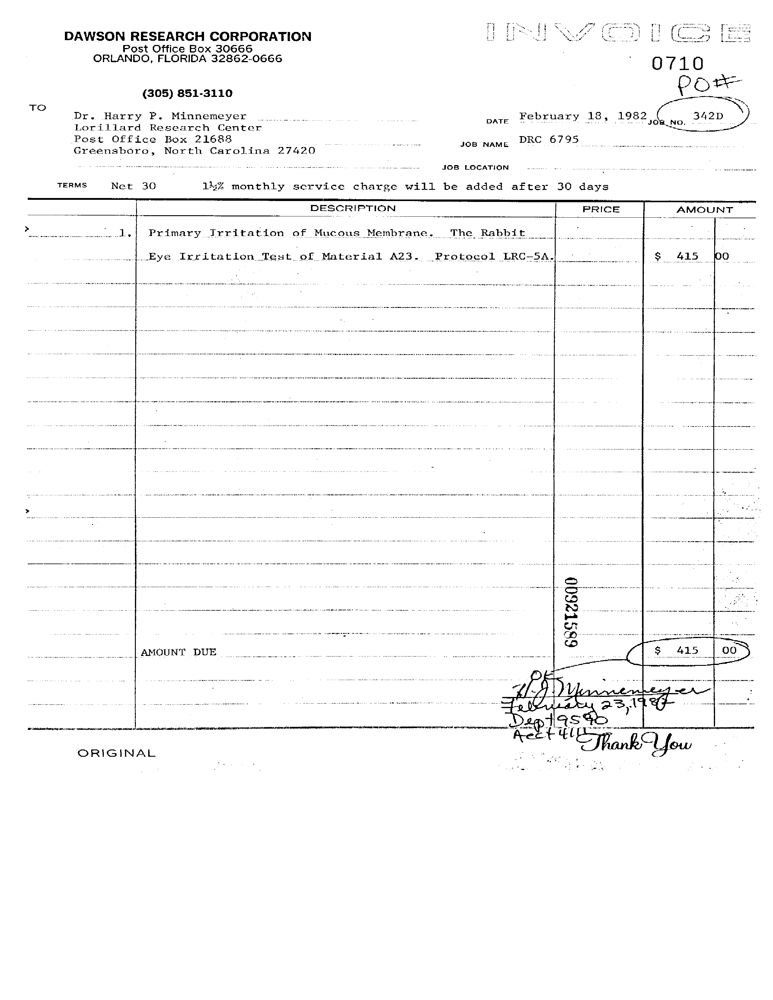 DAWSON RESEARCH CORPORATION
Post Office Box 30666
ORLANDO, FLORIDA 32862-0666
(305) 851-3110
INVOICE
0710
PO#
TO
Dr. Harry P. Minnemeyer
Lorillard Research Center
Post Office Box 21688
Greensboro, North Carolina 27420
DATE February 18, 1982 JOB NO. 342D
JOB NAME DRC 6795
JOB LOCATION
TERMS Net 30 1½% monthly service charge will be added after 30 days
DESCRIPTION PRICE AMOUNT
1. Primary Irritation of Mucous Membrane. The Rabbit
Eye Irritation Test of Material A23. Protocol LRC-5A. $ 415 00
00921589
AMOUNT DUE $ 415 00
OK
H.J. Minnemeyer
February 23, 1982
Dept 9590
Acct 4111
Thank You
ORIGINAL